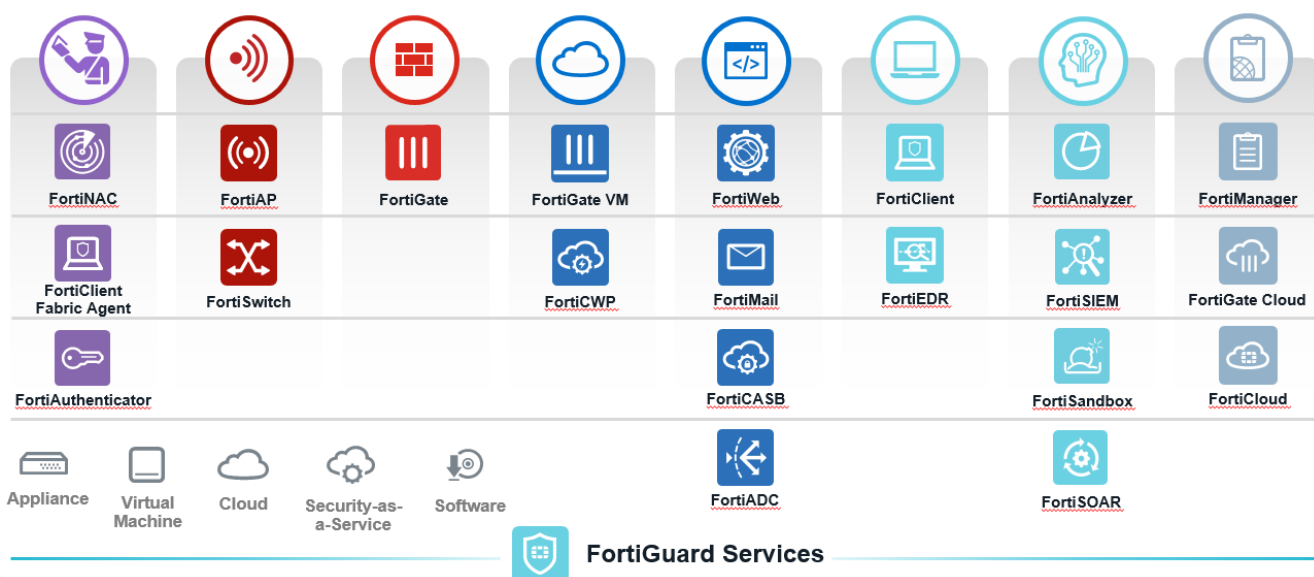 FortiNAC
FortiAP
FortiGate
FortiGate VM
FortiWeb
FortiClient
FortiAnalyzer
FortiManager
FortiClient
Fabric Agent
FortiSwitch
FortiCWP
FortiMail
FortiEDR
FortiSIEM
FortiGate Cloud
FortiAuthenticator
FortiCASB
FortiSandbox
FortiCloud
Appliance
Virtual
Machine
Cloud
Security-as-
a-Service
Software
FortiADC
FortiSOAR
FortiGuard Services